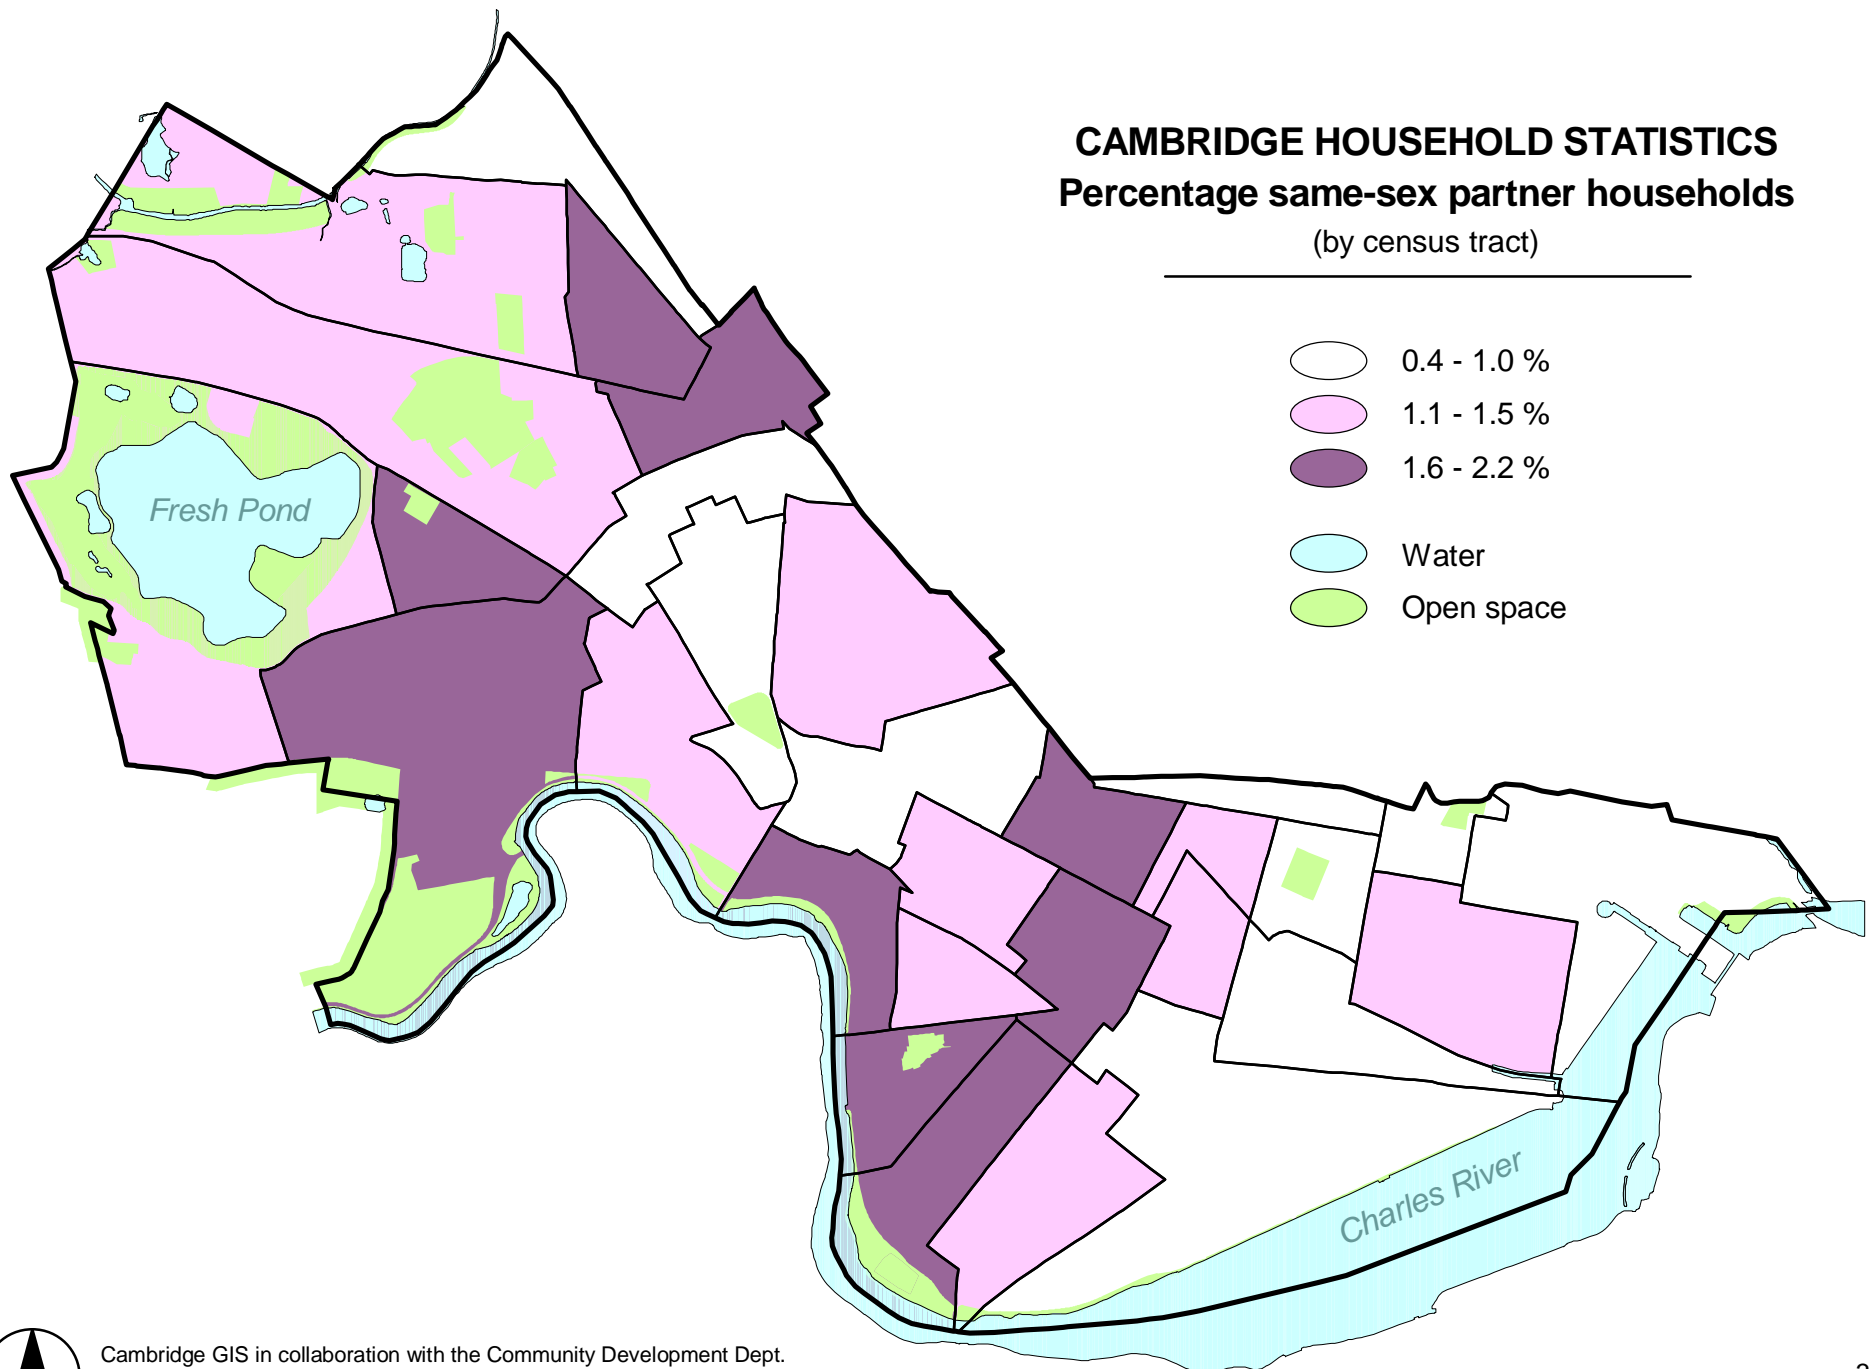 CAMBRIDGE HOUSEHOLD STATISTICS
Percentage same-sex partner households
(by census tract)
0.4 - 1.0 %
1.1 - 1.5 %
1.6 - 2.2 %
Water
Open space
Fresh Pond
Charles River
Cambridge GIS in collaboration with the Community Development Dept.